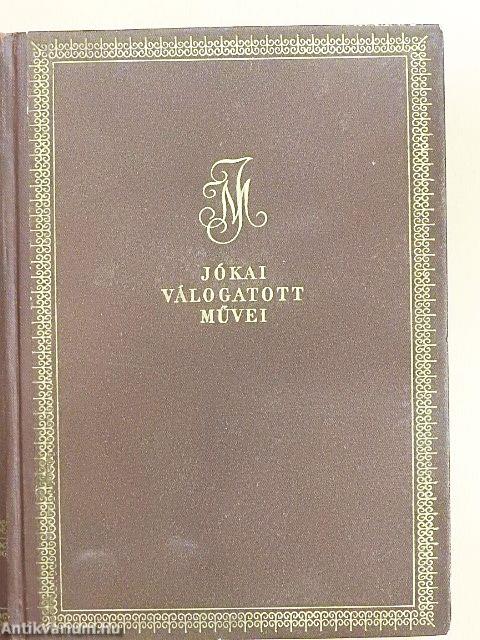 JM
JÓKAI
VÁLOGATOTT
MŰVEI
Antikvarium.hu